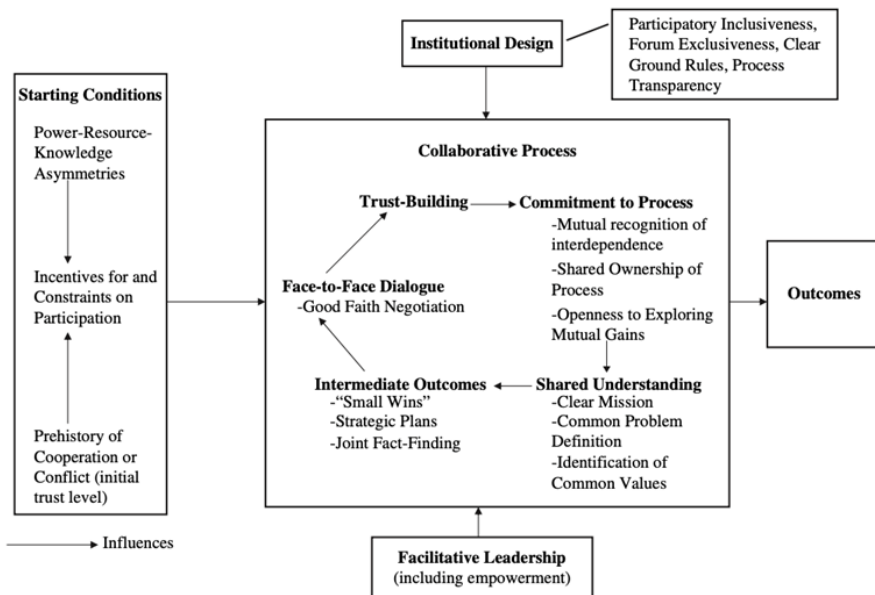 Institutional Design
Participatory Inclusiveness,
Forum Exclusiveness, Clear
Ground Rules, Process
Transparency
Starting Conditions
Power-Resource-
Knowledge
Asymmetries
Incentives for and
Constraints on
Participation
Prehistory of
Cooperation or
Conflict (initial
trust level)
Influences
Collaborative Process
Trust-Building
Commitment to Process
-Mutual recognition of
interdependence
-Shared Ownership of
Process
-Openness to Exploring
Mutual Gains
Face-to-Face Dialogue
-Good Faith Negotiation
Intermediate Outcomes
-“Small Wins”
-Strategic Plans
-Joint Fact-Finding
Shared Understanding
-Clear Mission
-Common Problem
Definition
-Identification of
Common Values
Outcomes
Facilitative Leadership
(including empowerment)